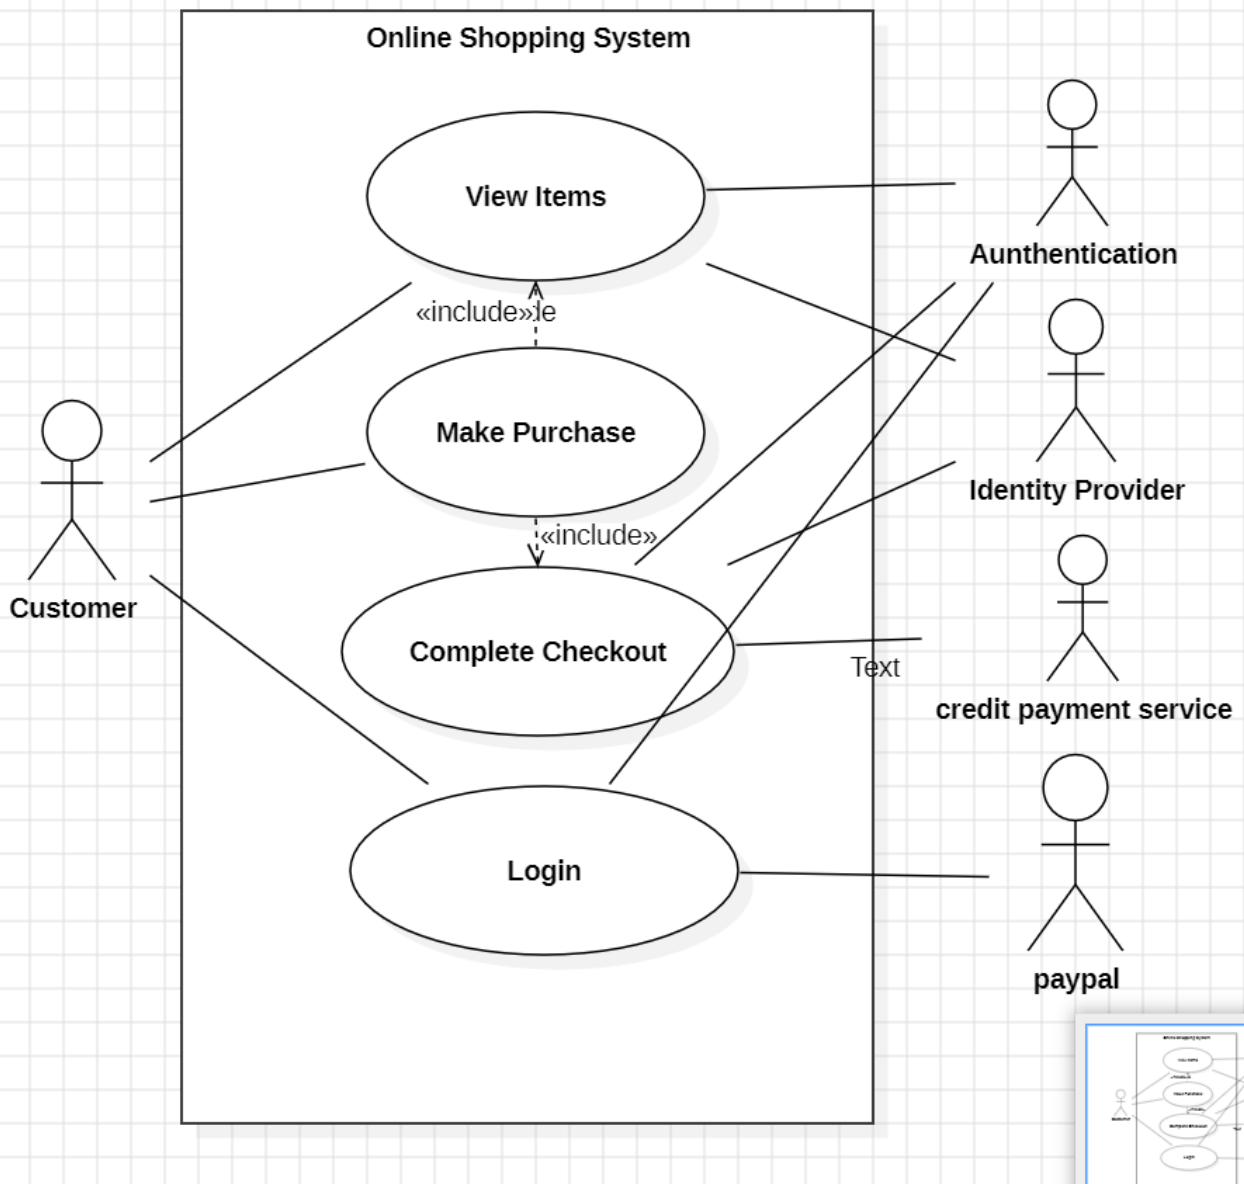 Online Shopping System
View Items
Aunthentication
«include»le
Make Purchase
Identity Provider
«include»
Customer
Complete Checkout
Text
credit payment service
Login
paypal